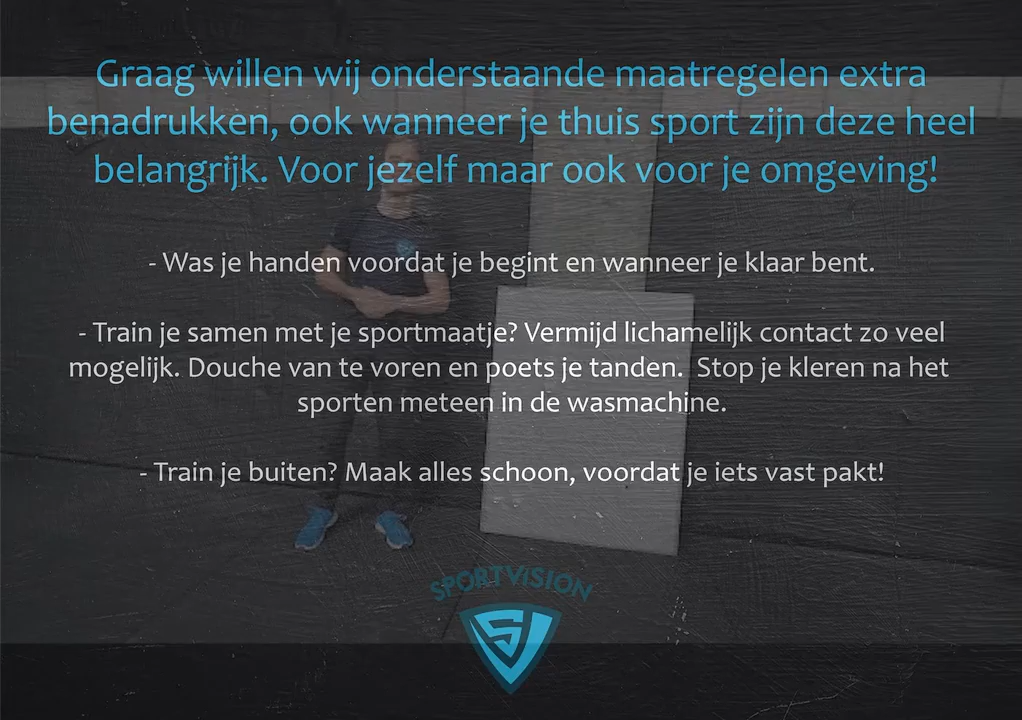 Graag willen wij onderstaande maatregelen extra
benadrukken, ook wanneer je thuis sport zijn deze heel
belangrijk. Voor jezelf maar ook voor je omgeving!
- Was je handen voordat je begint en wanneer je klaar bent.
- Train je samen met je sportmaatje? Vermijd lichamelijk contact zo veel
mogelijk. Douche van te voren en poets je tanden. Stop je kleren na het
sporten meteen in de wasmachine.
- Train je buiten? Maak alles schoon, voordat je iets vast pakt!
SPORTVISION